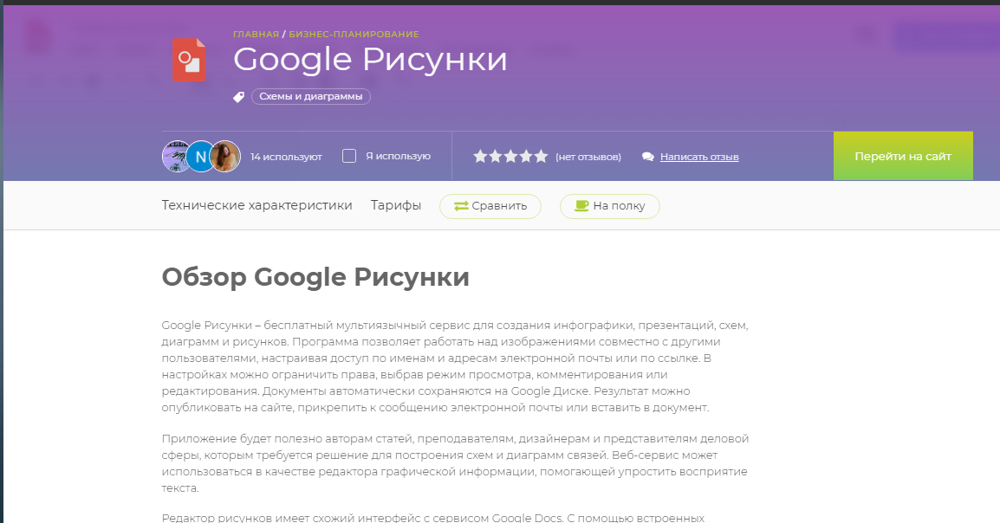 ГЛАВНАЯ / БИЗНЕС-ПЛАНИРОВАНИЕ
Google Рисунки
Схемы и диаграммы
N
14 используют
Я использую
(нет отзывов)
Написать отзыв
Перейти на сайт
Технические характеристики
Тарифы
Сравнить
На полку
Обзор Google Рисунки
Google Рисунки – бесплатный мультиязычный сервис для создания инфографики, презентаций, схем,
диаграмм и рисунков. Программа позволяет работать над изображениями совместно с другими
пользователями, настраивая доступ по именам и адресам электронной почты или по ссылке. В
настройках можно ограничить права, выбрав режим просмотра, комментирования или
редактирования. Документы автоматически сохраняются на Google Диске. Результат можно
опубликовать на сайте, прикрепить к сообщению электронной почты или вставить в документ.
Приложение будет полезно авторам статей, преподавателям, дизайнерам и представителям деловой
сферы, которым требуется решение для построения схем и диаграмм связей. Веб-сервис может
использоваться в качестве редактора графической информации, помогающей упростить восприятие
текста.
Редактор рисунков имеет схожий интерфейс с сервисом Google Docs. С помощью встроенных